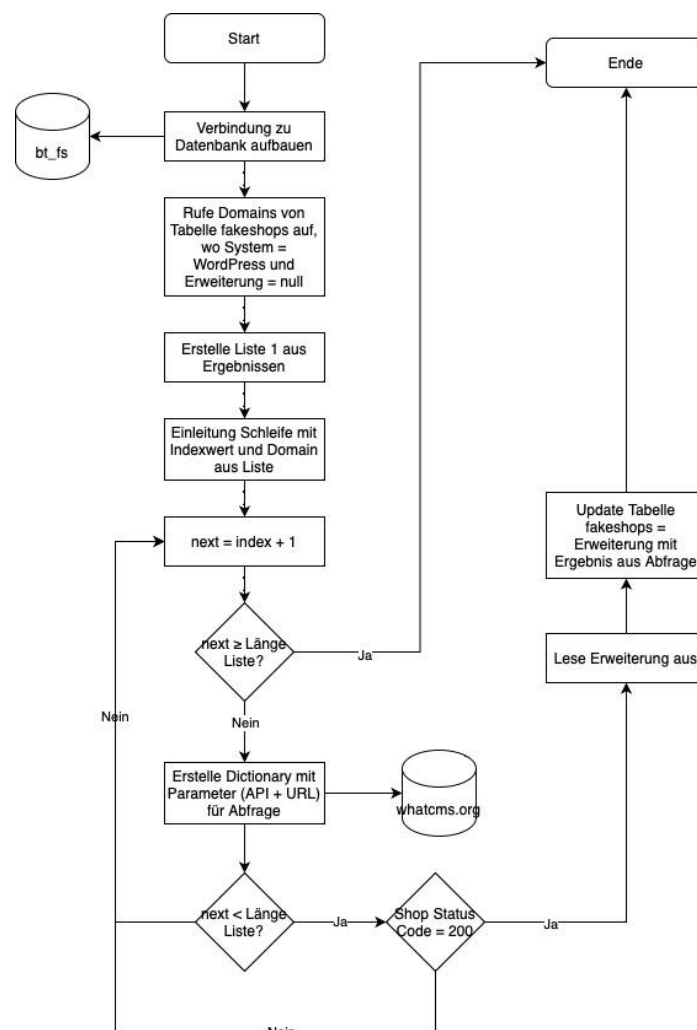 Start
Ende
bt_fs
Verbindung zu
Datenbank aufbauen
Rufe Domains von
Tabelle fakeshops auf,
wo System =
WordPress und
Erweiterung = null
Erstelle Liste 1 aus
Ergebnissen
Einleitung Schleife mit
Indexwert und Domain
aus Liste
next = index + 1
next ≥ Länge
Liste?
Ja
Nein
Nein
Erstelle Dictionary mit
Parameter (API + URL)
für Abfrage
whatcms.org
next < Länge
Liste?
Ja
Shop Status
Code = 200
Ja
Nein
Lese Erweiterung aus
Update Tabelle
fakeshops =
Erweiterung mit
Ergebnis aus Abfrage